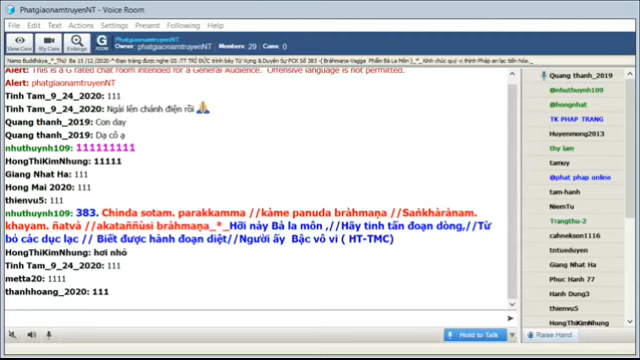 PhatgiaonamtruyenNT - Voice Room
File Edit Text Actions Settings Present Following Help
View Cam
My Cam
Enlarge
G
ROOM
PhatgiaonamtruyenNT
Owner: phatgiaonamtruyenNT Members: 29 Cams: 0
Alert: This is a G rated chat room intended for a General Audience. Offensive language is not permitted.
Alert: phatgiaonamtruyenNT
Tinh Tam_9_24_2020: 111
Tinh Tam_9_24_2020: Ngài lên chánh điện rồi
Quang thanh_2019: Con day
Quang thanh_2019: Dạ cô ạ
nhuthuynh109: 111111111
HongThiKimNhung: 11111
Giang Nhat Ha: 111
Hong Mai 2020: 111
thienvu5: 111
nhuthuynh109: 383. Chinda sotaṃ. parakkamma //kàme panuda bràhmaṇa //Saṅkhàrànaṃ.
khayaṃ. ñatvà //akataññùsi bràhmaṇa_*_Hỡi này Bà la môn ,//Hãy tinh tấn đoạn dòng,//Từ
bỏ các dục lạc // Biết được hành đoạn diệt//Người ấy Bậc vô vi ( HT-TMC)
HongThiKimNhung: hơi nhỏ
Tinh Tam_9_24_2020: 111
metta20: 1111
thanhhoang_2020: 111
Hold to Talk
Quang thanh_2019
@nhuthuynh109
@hongnhat
TK PHAP TRANG
Huyenmong2013
thy lam
tamuy
@phat phap online
tam-hanh
NiemTu
Trangthu-2
cahnekson1116
tntueduyen
Giang Nhat Ha
Phuc Hanh 77
Hanh Dung3
thienvu5
HongThiKimNhung
Raise Hand